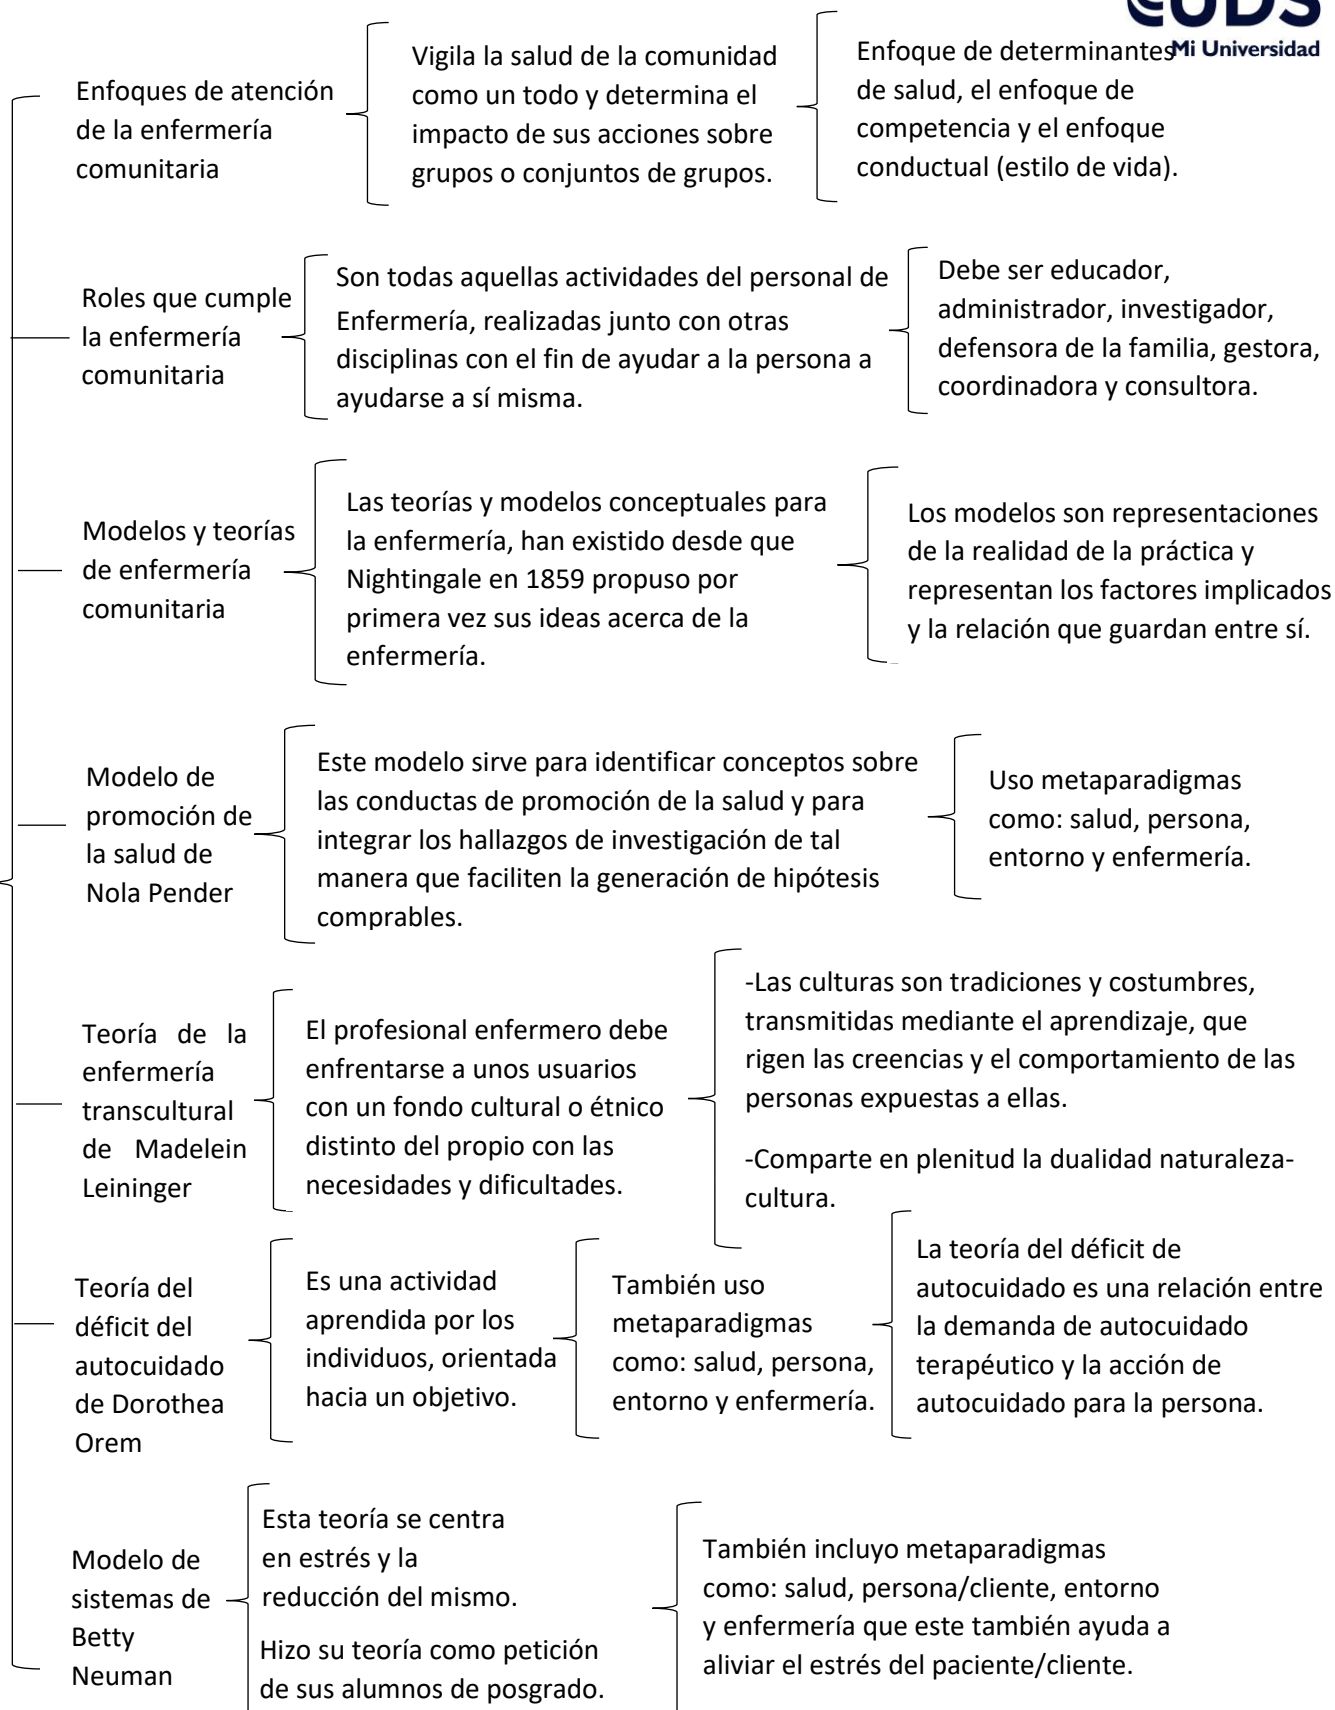 UDS
Mi Universidad
Enfoques de atención
de la enfermería
comunitaria
Vigila la salud de la comunidad
como un todo y determina el
impacto de sus acciones sobre
grupos o conjuntos de grupos.
Enfoque de determinantes
de salud, el enfoque de
competencia y el enfoque
conductual (estilo de vida).
Roles que cumple
la enfermería
comunitaria
Son todas aquellas actividades del personal de
Enfermería, realizadas junto con otras
disciplinas con el fin de ayudar a la persona a
ayudarse a sí misma.
Debe ser educador,
administrador, investigador,
defensora de la familia, gestora,
coordinadora y consultora.
Modelos y teorías
de enfermería
comunitaria
Las teorías y modelos conceptuales para
la enfermería, han existido desde que
Nightingale en 1859 propuso por
primera vez sus ideas acerca de la
enfermería.
Los modelos son representaciones
de la realidad de la práctica y
representan los factores implicados
y la relación que guardan entre sí.
Modelo de
promoción de
la salud de
Nola Pender
Este modelo sirve para identificar conceptos sobre
las conductas de promoción de la salud y para
integrar los hallazgos de investigación de tal
manera que faciliten la generación de hipótesis
comprables.
Uso metaparadigmas
como: salud, persona,
entorno y enfermería.
Teoría de la
enfermería
transcultural
de Madelein
Leininger
El profesional enfermero debe
enfrentarse a unos usuarios
con un fondo cultural o étnico
distinto del propio con las
necesidades y dificultades.
-Las culturas son tradiciones y costumbres,
transmitidas mediante el aprendizaje, que
rigen las creencias y el comportamiento de las
personas expuestas a ellas.
-Comparte en plenitud la dualidad naturaleza-
cultura.
Teoría del
déficit del
autocuidado
de Dorothea
Orem
Es una actividad
aprendida por los
individuos, orientada
hacia un objetivo.
También uso
metaparadigmas
como: salud, persona,
entorno y enfermería.
La teoría del déficit de
autocuidado es una relación entre
la demanda de autocuidado
terapéutico y la acción de
autocuidado para la persona.
Modelo de
sistemas de
Betty
Neuman
Esta teoría se centra
en estrés y la
reducción del mismo.
Hizo su teoría como petición
de sus alumnos de posgrado.
También incluyo metaparadigmas
como: salud, persona/cliente, entorno
y enfermería que este también ayuda a
aliviar el estrés del paciente/cliente.